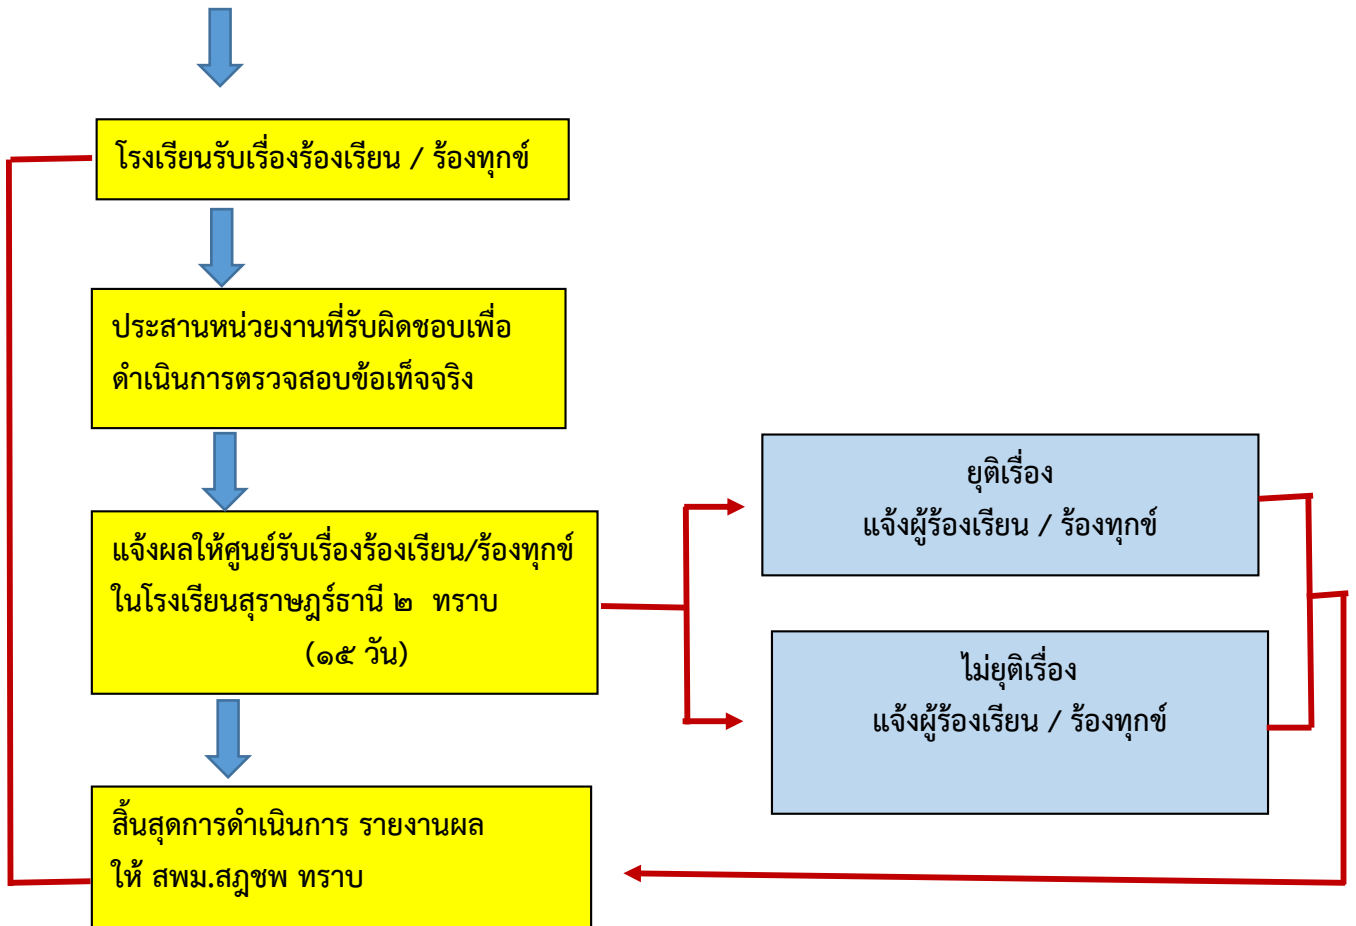 โรงเรียนรับเรื่องร้องเรียน / ร้องทุกข์
ประสานหน่วยงานที่รับผิดชอบเพื่อ
ดำเนินการตรวจสอบข้อเท็จจริง
แจ้งผลให้ศูนย์รับเรื่องร้องเรียน/ร้องทุกข์
ในโรงเรียนสุราษฎร์ธานี ๒ ทราบ
(๑๕ วัน)
ยุติเรื่อง
แจ้งผู้ร้องเรียน / ร้องทุกข์
ไม่ยุติเรื่อง
แจ้งผู้ร้องเรียน / ร้องทุกข์
สิ้นสุดการดำเนินการ รายงานผล
ให้ สพม.สฎชพ ทราบ